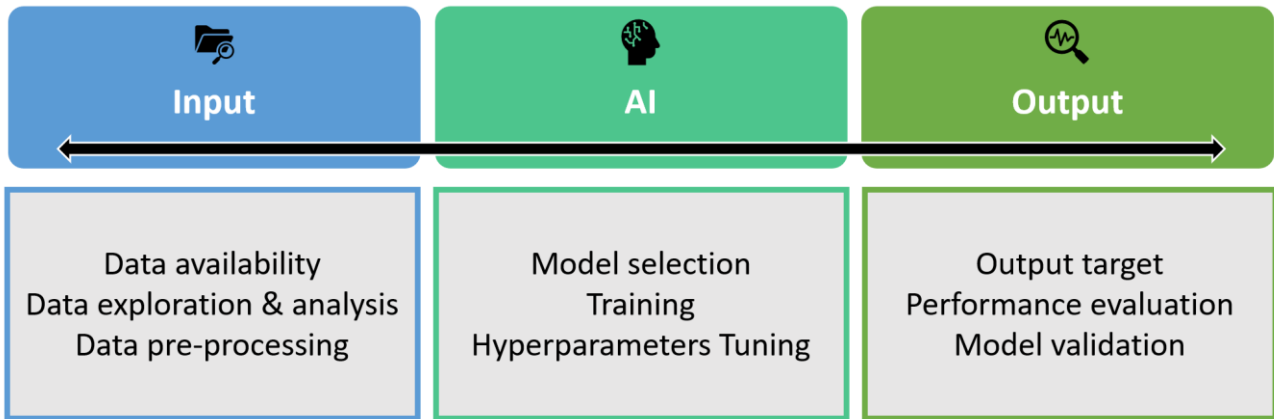 Input
AI
Output
Data availability
Data exploration & analysis
Data pre-processing
Model selection
Training
Hyperparameters Tuning
Output target
Performance evaluation
Model validation